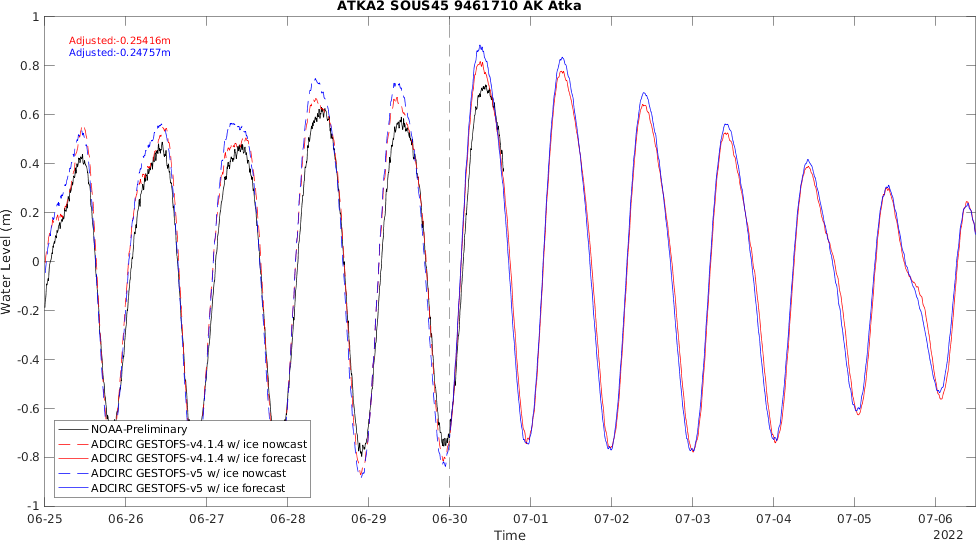 ATKA2 SOUS45 9461710 AK Atka
Adjusted:-0.25416m
Adjusted:-0.24757m
1
0.8
0.6
0.4
0.2
0
-0.2
-0.4
-0.6
-0.8
-1
Water Level (m)
NOAA-Preliminary
ADCIRC GESTOFS-v4.1.4 w/ ice nowcast
ADCIRC GESTOFS-v4.1.4 w/ ice forecast
ADCIRC GESTOFS-v5 w/ ice nowcast
ADCIRC GESTOFS-v5 w/ ice forecast
06-25 06-26 06-27 06-28 06-29 06-30 07-01 07-02 07-03 07-04 07-05 07-06
Time
2022